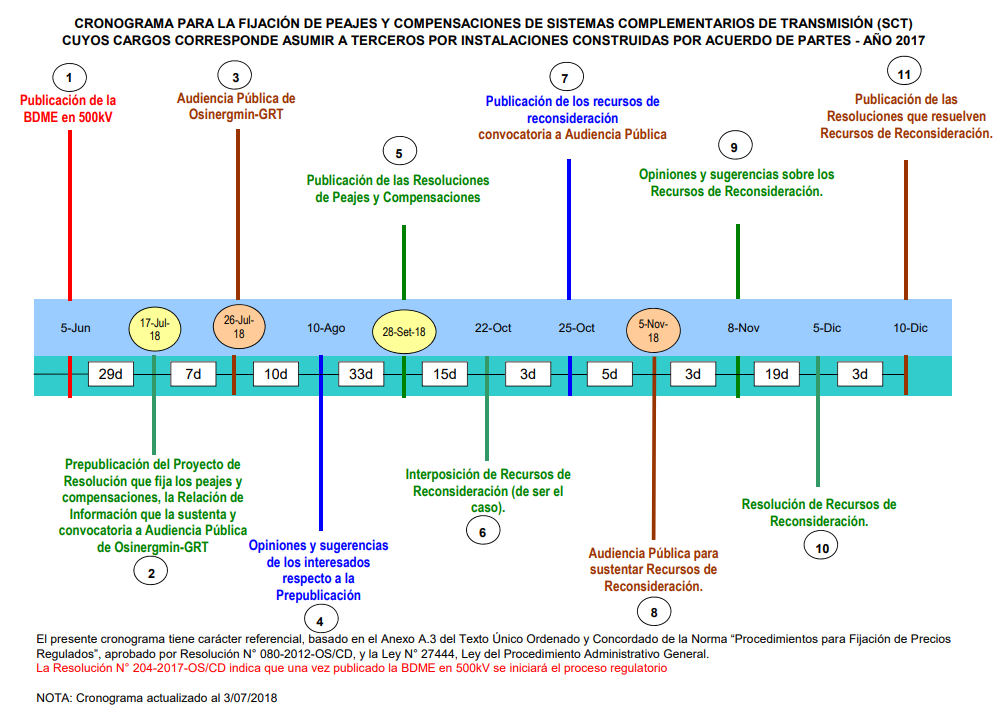 CRONOGRAMA PARA LA FIJACIÓN DE PEAJES Y COMPENSACIONES DE SISTEMAS COMPLEMENTARIOS DE TRANSMISIÓN (SCT)
CUYOS CARGOS CORRESPONDE ASUMIR A TERCEROS POR INSTALACIONES CONSTRUIDAS POR ACUERDO DE PARTES - AÑO 2017
1
Publicación de la
BDME en 500kV
3
Audiencia Pública de
Osinergmin-GRT
5
Publicación de las Resoluciones
de Peajes y Compensaciones
7
Publicación de los recursos de
reconsideración
convocatoria a Audiencia Pública
9
Opiniones y sugerencias sobre los
Recursos de Reconsideración.
11
Publicación de las
Resoluciones que resuelven
Recursos de Reconsideración.
5-Jun
17-Jul-
18
26-Jul-
18
10-Ago
28-Set-18
22-Oct
25-Oct
5-Nov-
18
8-Nov
5-Dic
10-Dic
29d
7d
10d
33d
15d
3d
5d
3d
19d
3d
Prepublicación del Proyecto de
Resolución que fija los peajes y
compensaciones, la Relación de
Información que la sustenta y
convocatoria a Audiencia Pública
de Osinergmin-GRT
2
Opiniones y sugerencias
de los interesados
respecto a la
Prepublicación
4
Interposición de Recursos de
Reconsideración (de ser el
caso).
6
Audiencia Pública para
sustentar Recursos de
Reconsideración.
8
Resolución de Recursos de
Reconsideración.
10
El presente cronograma tiene carácter referencial, basado en el Anexo A.3 del Texto Único Ordenado y Concordado de la Norma “Procedimientos para Fijación de Precios
Regulados”, aprobado por Resolución N° 080-2012-OS/CD, y la Ley N° 27444, Ley del Procedimiento Administrativo General.
La Resolución N° 204-2017-OS/CD indica que una vez publicado la BDME en 500kV se iniciará el proceso regulatorio
NOTA: Cronograma actualizado al 3/07/2018